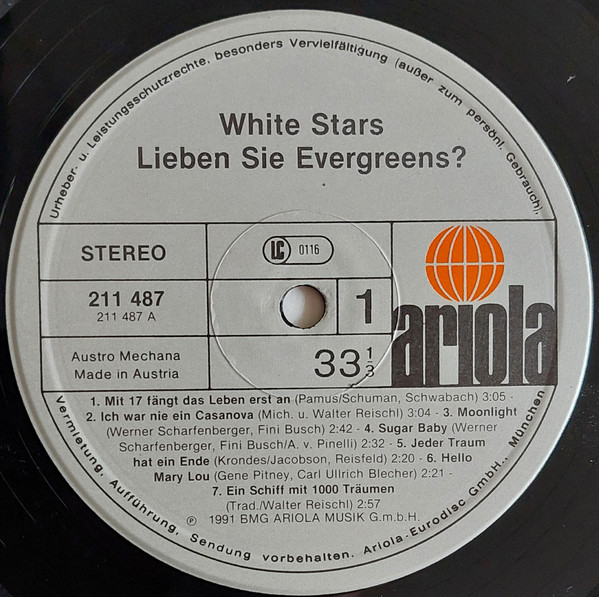 Urheber- u. Leistungsschutzrechte, besonders Vervielfältigung (außer zum persönl. Gebrauch),
White Stars
Lieben Sie Evergreens?
STEREO
LC 0116
211 487
211 487 A
1
ariola
Austro Mechana
Made in Austria
33 1/3
1. Mit 17 fängt das Leben erst an (Pamus/Schuman, Schwabach) 3:05 -
2. Ich war nie ein Casanova (Mich. u. Walter Reischl) 3:04 - 3. Moonlight
(Werner Scharfenberger, Fini Busch) 2:42 - 4. Sugar Baby (Werner
Scharfenberger, Fini Busch/A. v. Pinelli) 2:32 - 5. Jeder Traum
hat ein Ende (Krondes/Jacobson, Reisfeld) 2:20 - 6. Hello
Mary Lou (Gene Pitney, Carl Ullrich Blecher) 2:21 -
7. Ein Schiff mit 1000 Träumen
(Trad./Walter Reischl) 2:57
℗ 1991 BMG ARIOLA MUSIK G.m.b.H.
Vermietung, Aufführung, Sendung vorbehalten. Ariola-Eurodisc GmbH., München